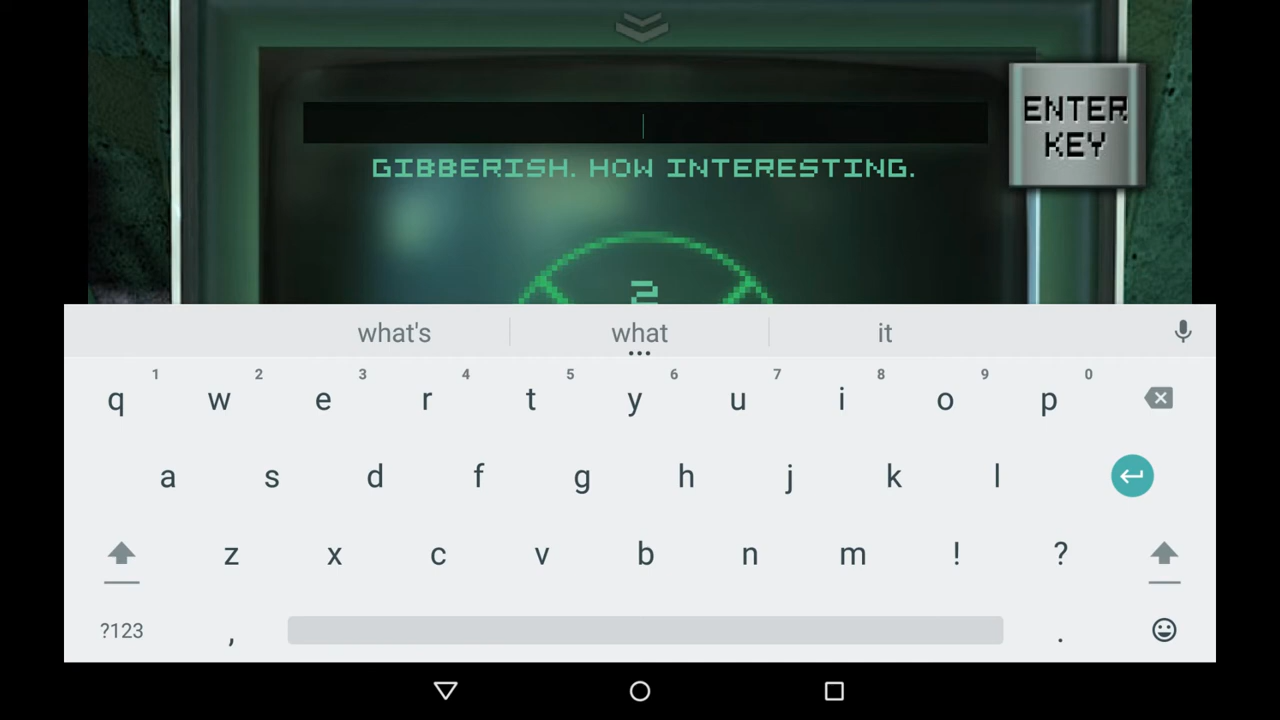 ENTER
KEY
GIBBERISH. HOW INTERESTING.
2
what's what it
1 2 3 4 5 6 7 8 9 0
q w e r t y u i o p
a s d f g h j k l
z x c v b n m ! ?
?123 , .